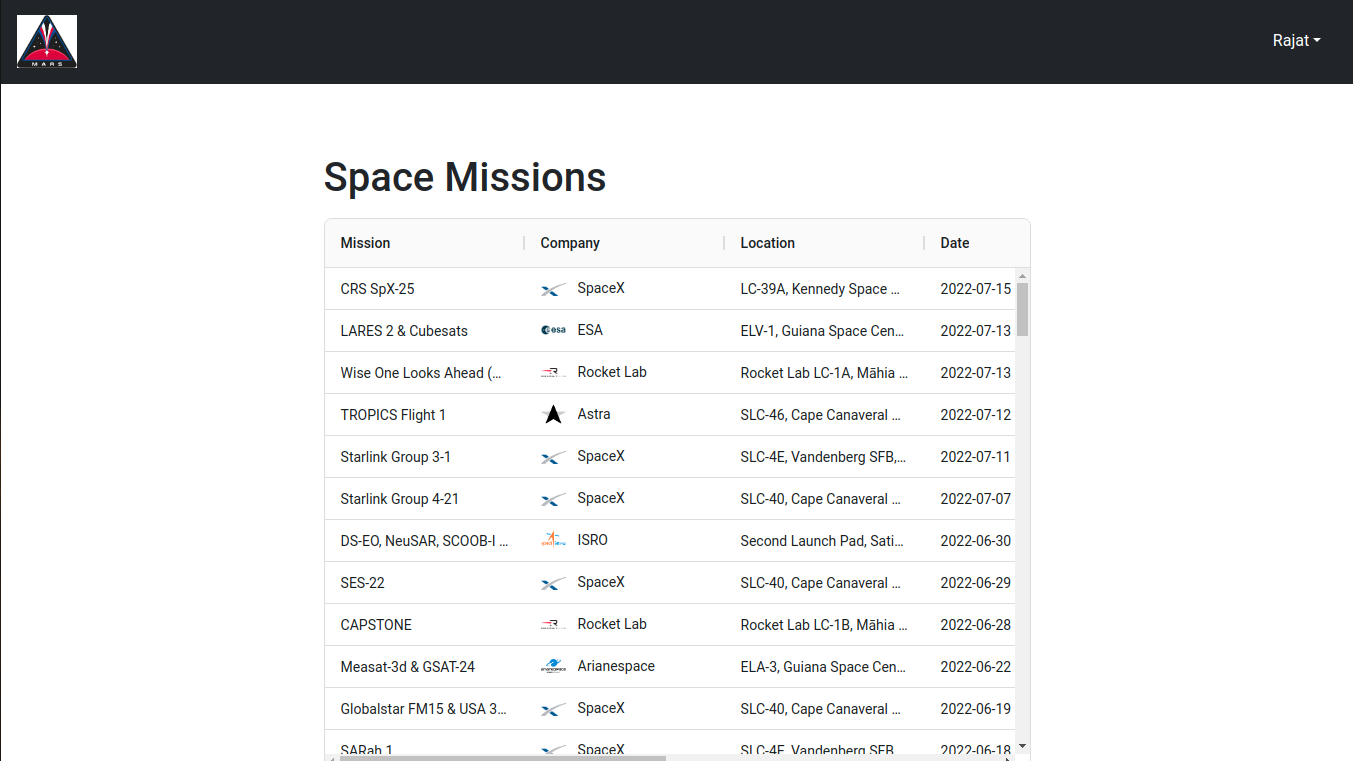 MARS
Rajat
Space Missions
Mission Company Location Date
CRS SpX-25 SpaceX LC-39A, Kennedy Space ... 2022-07-15
LARES 2 & Cubesats esa ESA ELV-1, Guiana Space Cen... 2022-07-13
Wise One Looks Ahead (... Rocket Lab Rocket Lab LC-1A, Māhia ... 2022-07-13
TROPICS Flight 1 Astra SLC-46, Cape Canaveral ... 2022-07-12
Starlink Group 3-1 SpaceX SLC-4E, Vandenberg SFB,... 2022-07-11
Starlink Group 4-21 SpaceX SLC-40, Cape Canaveral ... 2022-07-07
DS-EO, NeuSAR, SCOOB-I ... ISRO Second Launch Pad, Sati... 2022-06-30
SES-22 SpaceX SLC-40, Cape Canaveral ... 2022-06-29
CAPSTONE Rocket Lab Rocket Lab LC-1B, Māhia ... 2022-06-28
Measat-3d & GSAT-24 Arianespace ELA-3, Guiana Space Cen... 2022-06-22
Globalstar FM15 & USA 3... SpaceX SLC-40, Cape Canaveral ... 2022-06-19
SARah 1 SpaceX SLC-4E, Vandenberg SFB 2022-06-18